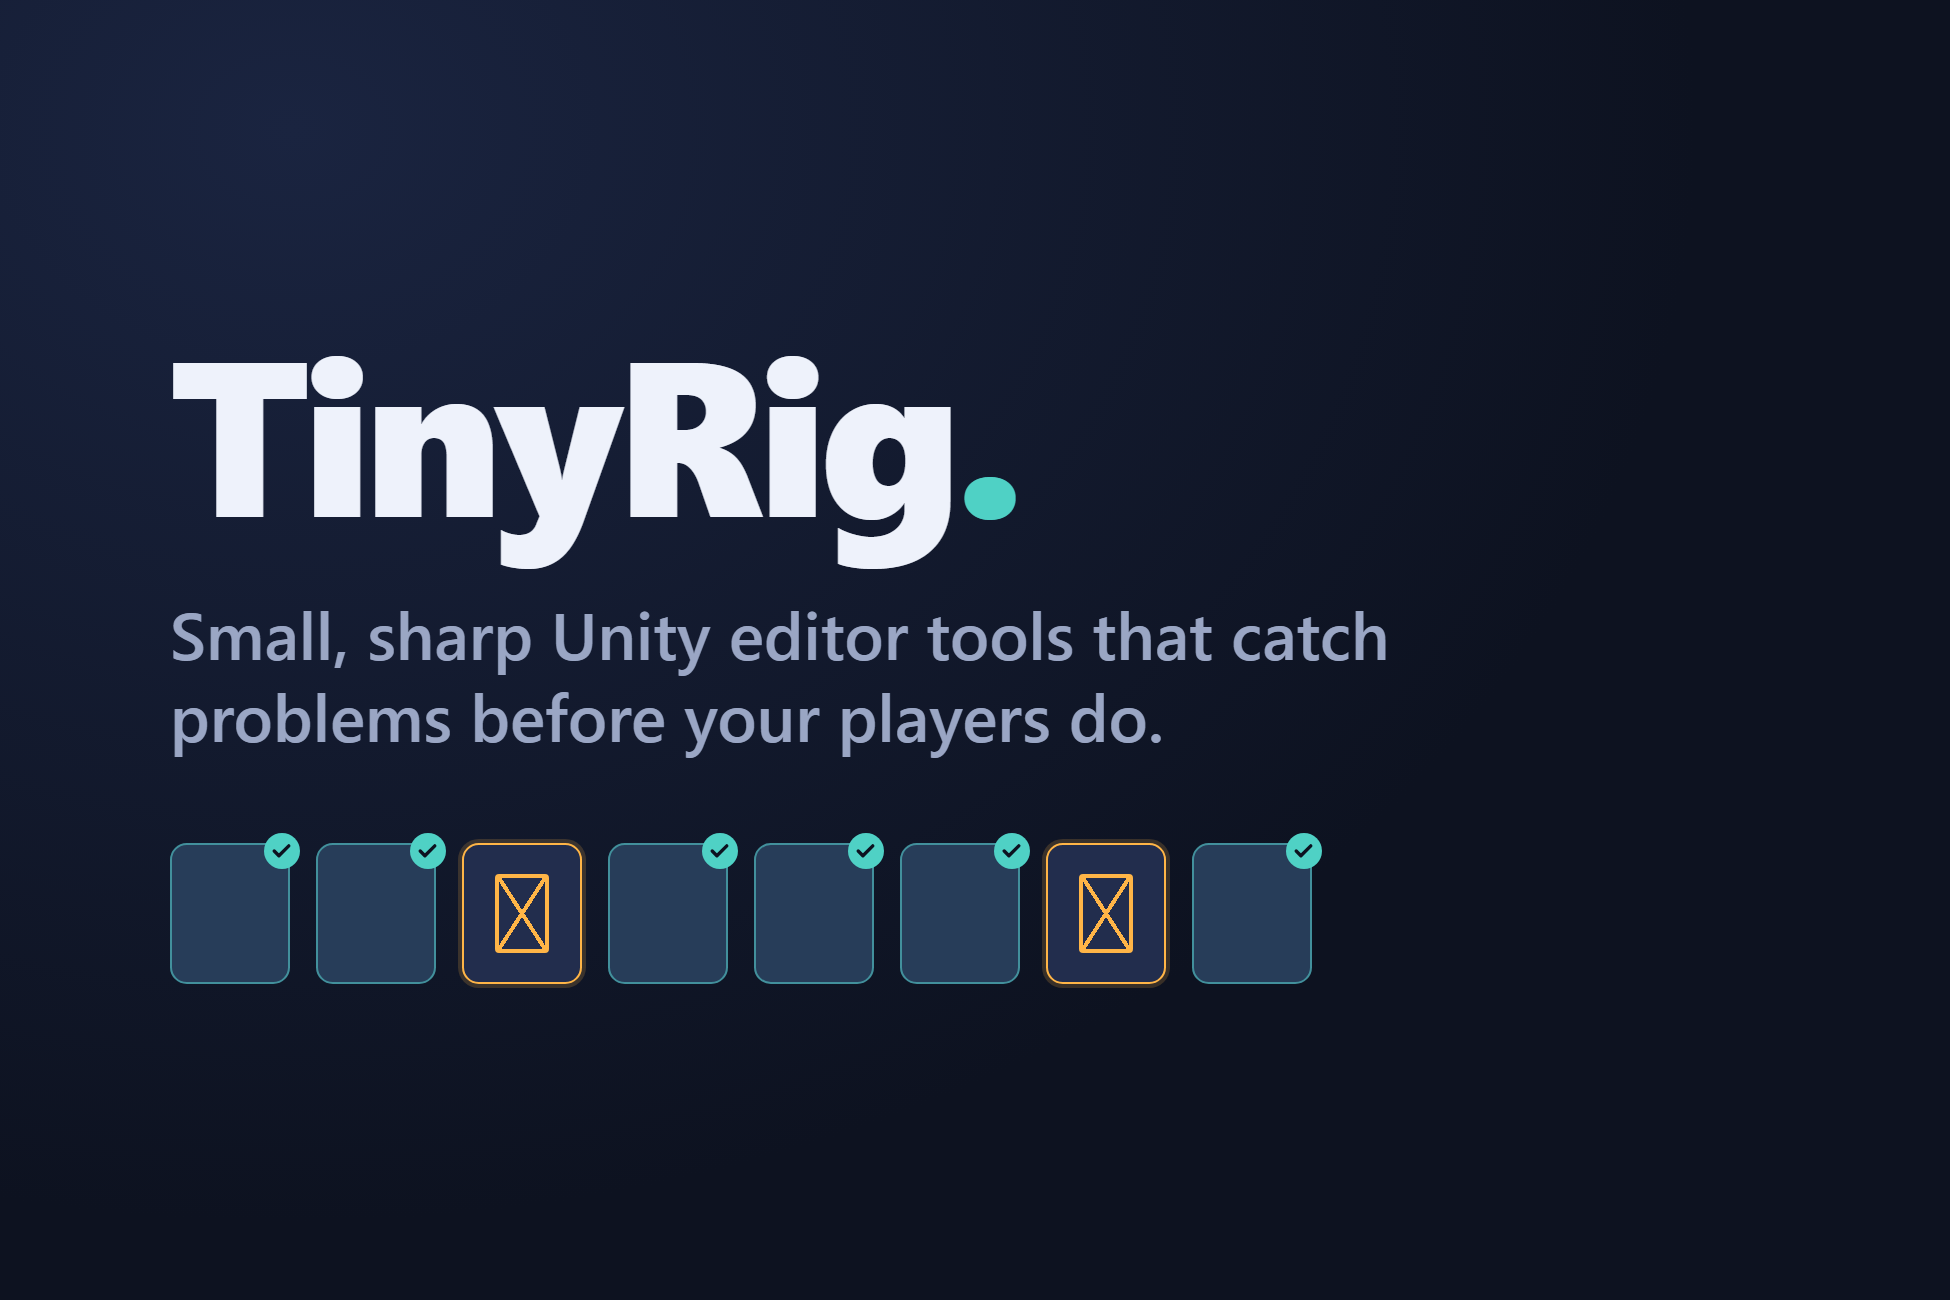 TinyRig.
Small, sharp Unity editor tools that catch
problems before your players do.